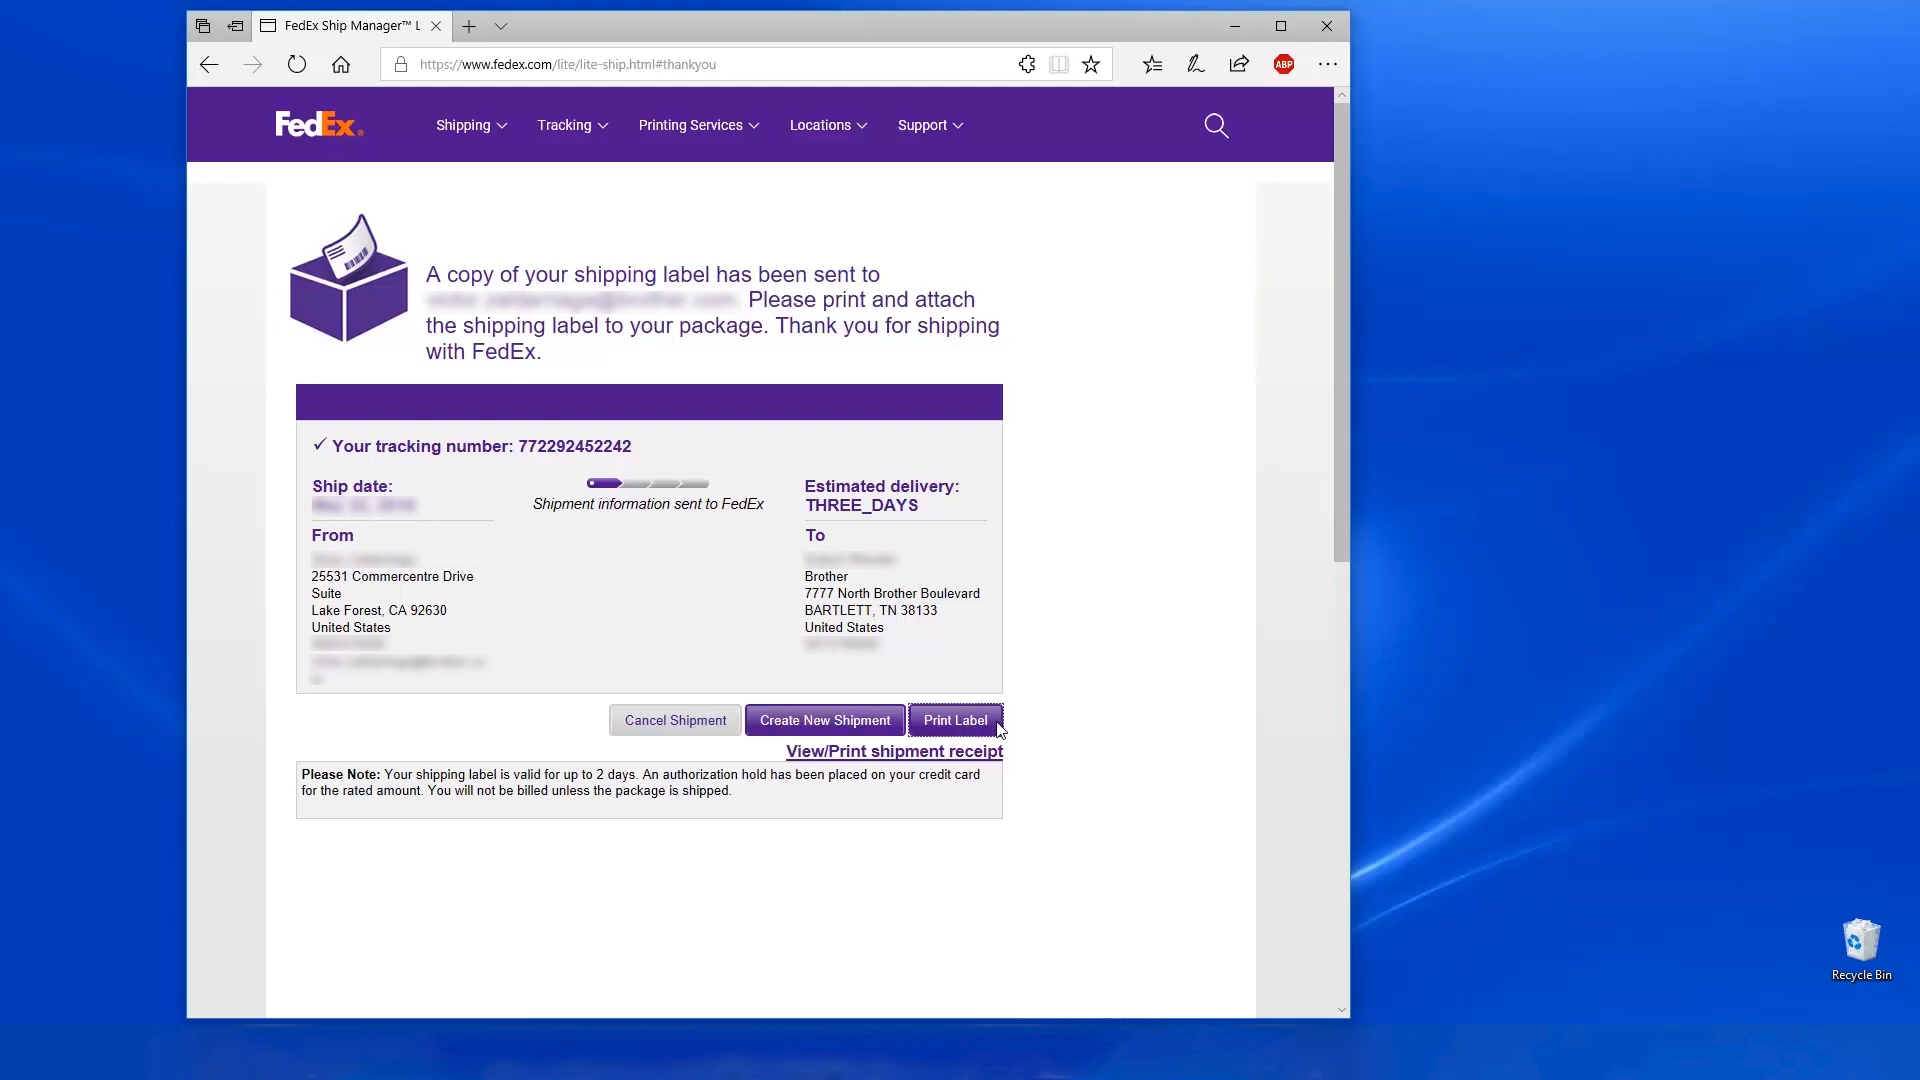 FedEx Ship Manager™ L
https://www.fedex.com/lite/lite-ship.html#thankyou
ABP
FedEx®
Shipping
Tracking
Printing Services
Locations
Support
A copy of your shipping label has been sent to
Please print and attach
the shipping label to your package. Thank you for shipping
with FedEx.
✓ Your tracking number: 772292452242
Ship date:
Shipment information sent to FedEx
Estimated delivery:
THREE_DAYS
From
25531 Commercentre Drive
Suite
Lake Forest, CA 92630
United States
To
Brother
7777 North Brother Boulevard
BARTLETT, TN 38133
United States
Cancel Shipment
Create New Shipment
Print Label
View/Print shipment receipt
Please Note: Your shipping label is valid for up to 2 days. An authorization hold has been placed on your credit card
for the rated amount. You will not be billed unless the package is shipped.
Recycle Bin